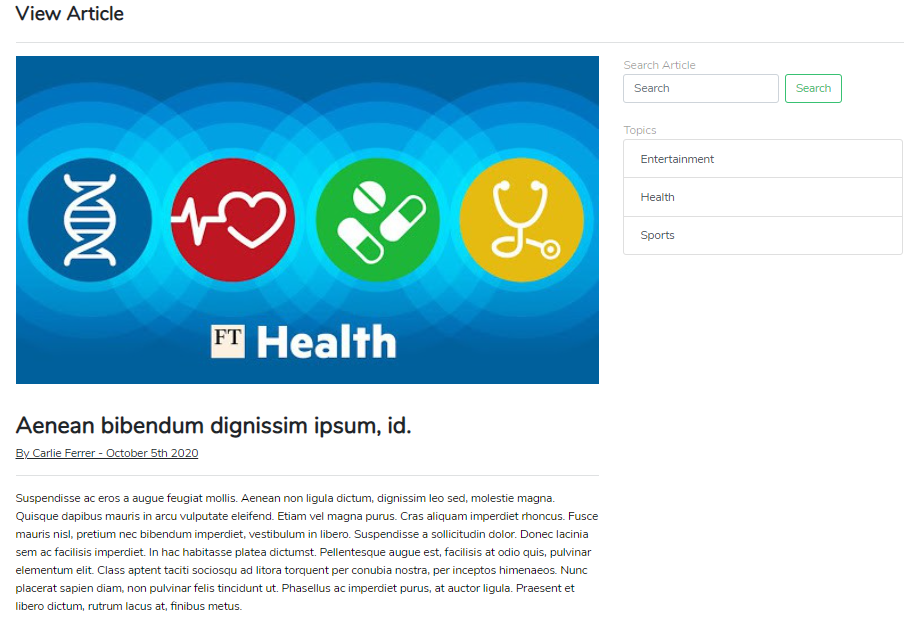 View Article
FT Health
Aenean bibendum dignissim ipsum, id.
By Carlie Ferrer - October 5th 2020
Suspendisse ac eros a augue feugiat mollis. Aenean non ligula dictum, dignissim leo sed, molestie magna.
Quisque dapibus mauris in arcu vulputate eleifend. Etiam vel magna purus. Cras aliquam imperdiet rhoncus. Fusce
mauris nisl, pretium nec bibendum imperdiet, vestibulum in libero. Suspendisse a sollicitudin dolor. Donec lacinia
sem ac facilisis imperdiet. In hac habitasse platea dictumst. Pellentesque augue est, facilisis at odio quis, pulvinar
elementum elit. Class aptent taciti sociosqu ad litora torquent per conubia nostra, per inceptos himenaeos. Nunc
placerat sapien diam, non pulvinar felis tincidunt ut. Phasellus ac imperdiet purus, at auctor ligula. Praesent et
libero dictum, rutrum lacus at, finibus metus.
Search Article
Search Search
Topics
Entertainment
Health
Sports